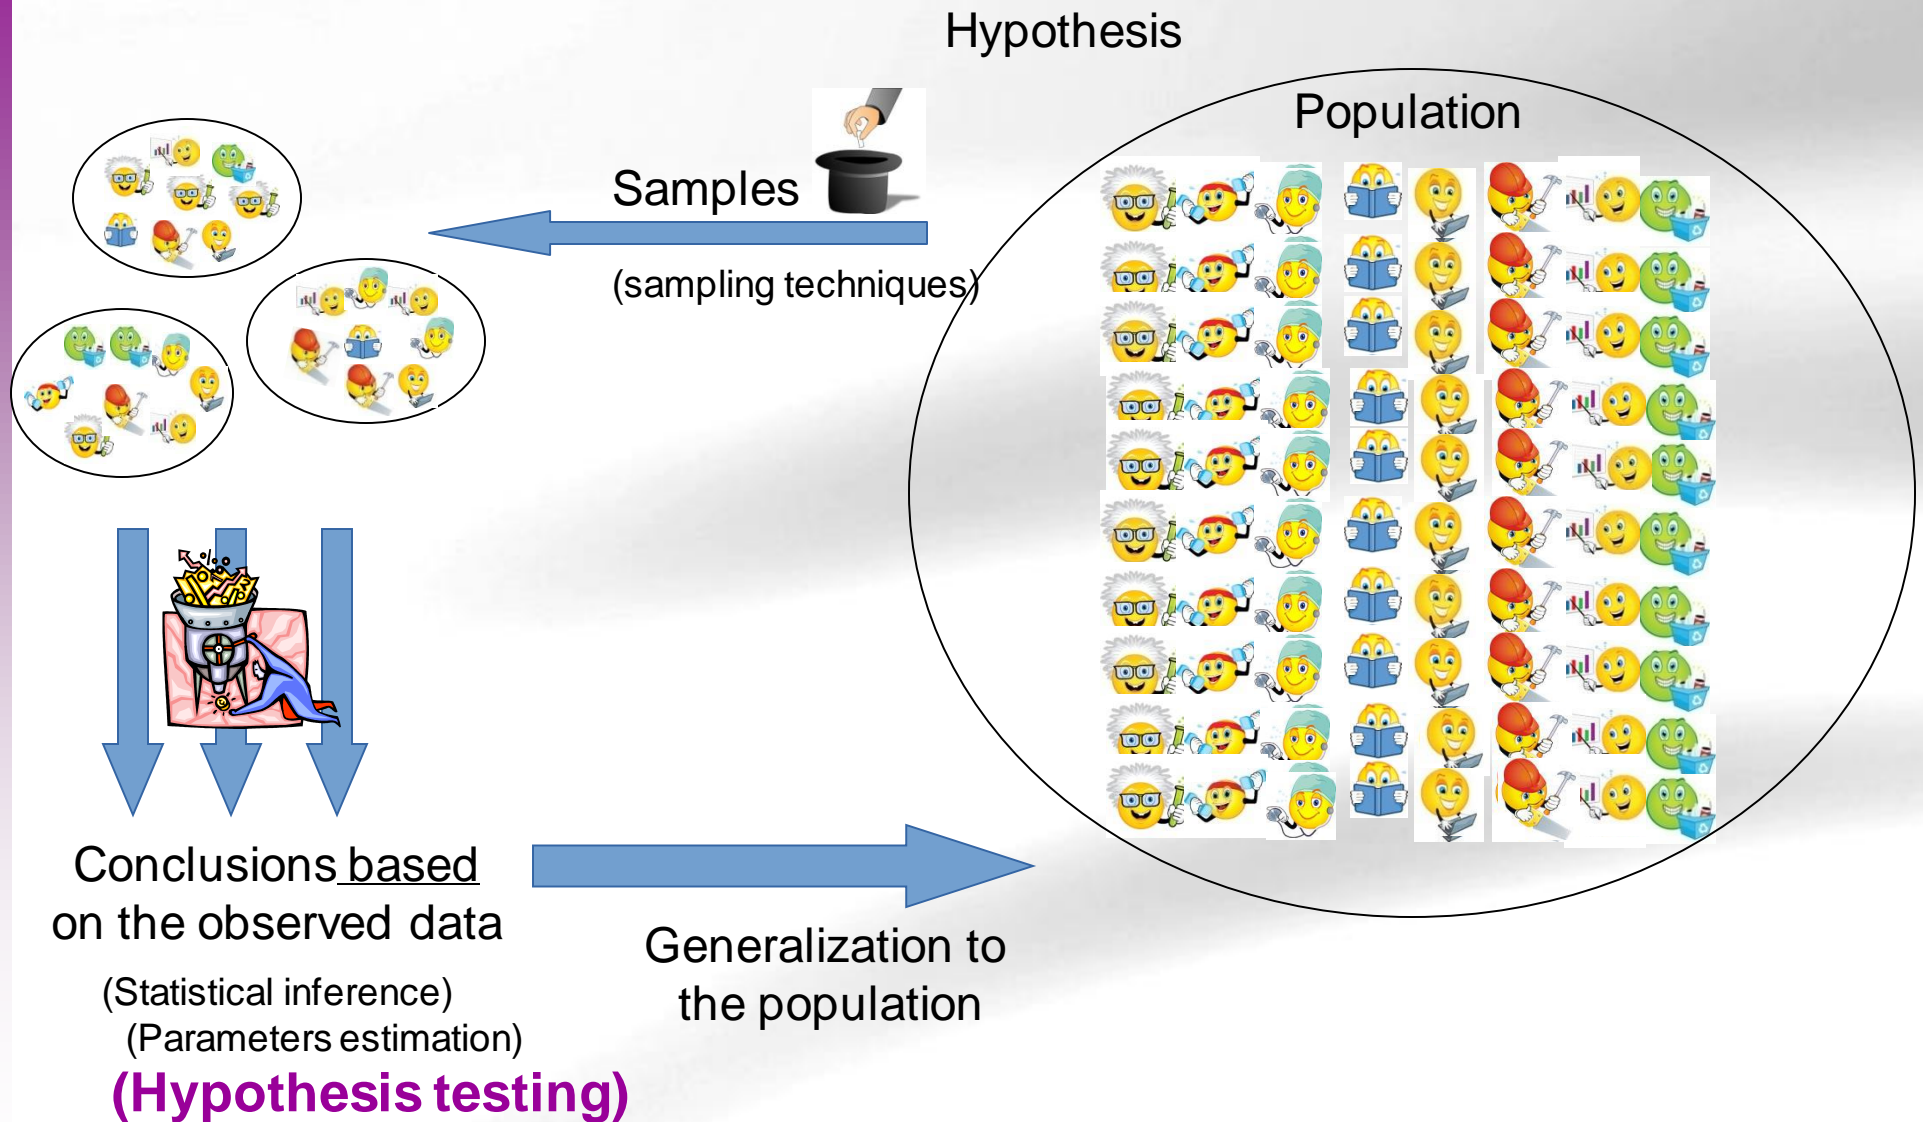 Hypothesis
Population
Samples
(sampling techniques)
Conclusions based
on the observed data
(Statistical inference)
(Parameters estimation)
(Hypothesis testing)
Generalization to
the population